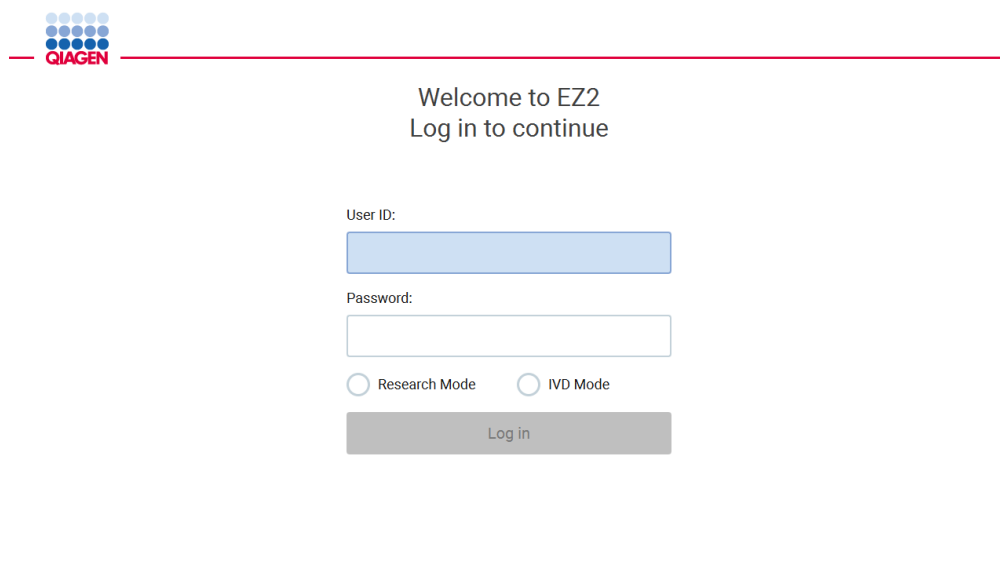 QIAGEN
Welcome to EZ2
Log in to continue
User ID:
Password:
Research Mode
IVD Mode
Log in